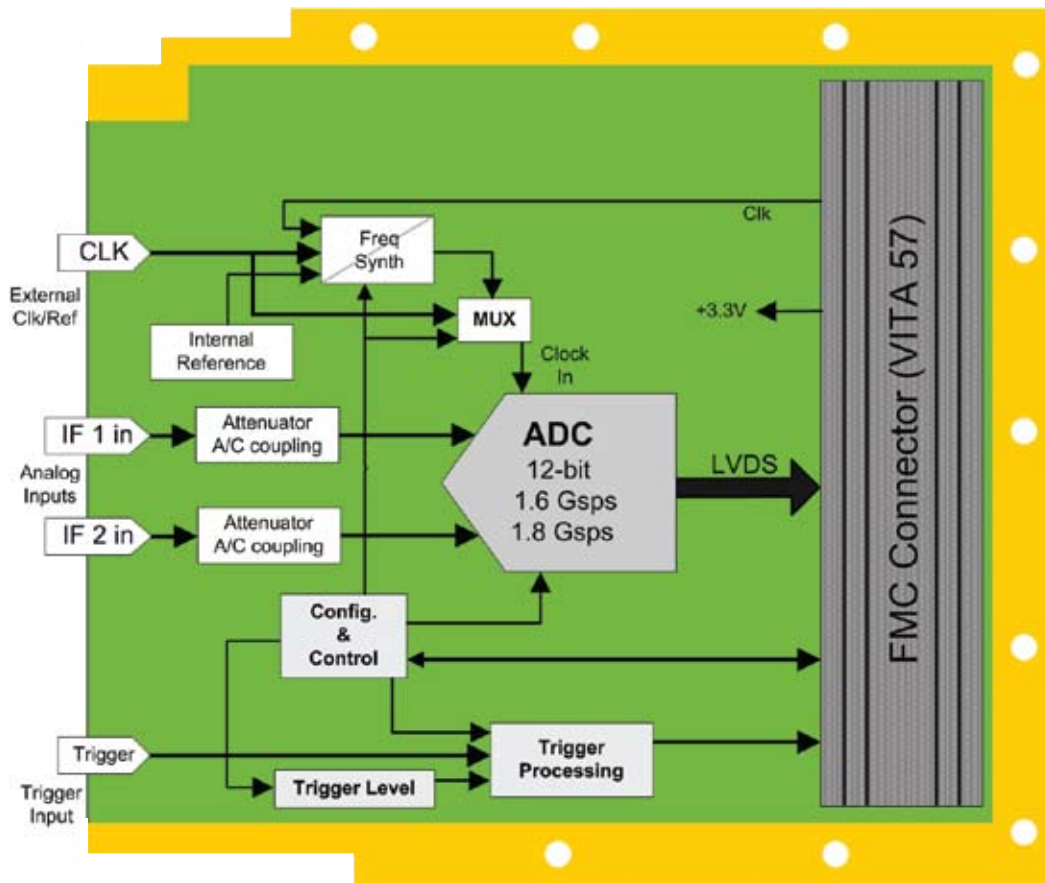 Clk
CLK
Freq
Synth
External
Clk/Ref
+3.3V
MUX
Internal
Reference
Clock
In
IF 1 in
Attenuator
A/C coupling
ADC
12-bit
1.6 Gsps
1.8 Gsps
LVDS
Analog
Inputs
IF 2 in
Attenuator
A/C coupling
Config.
&
Control
Trigger
Trigger
Processing
Trigger Level
Trigger
Input
FMC Connector (VITA 57)